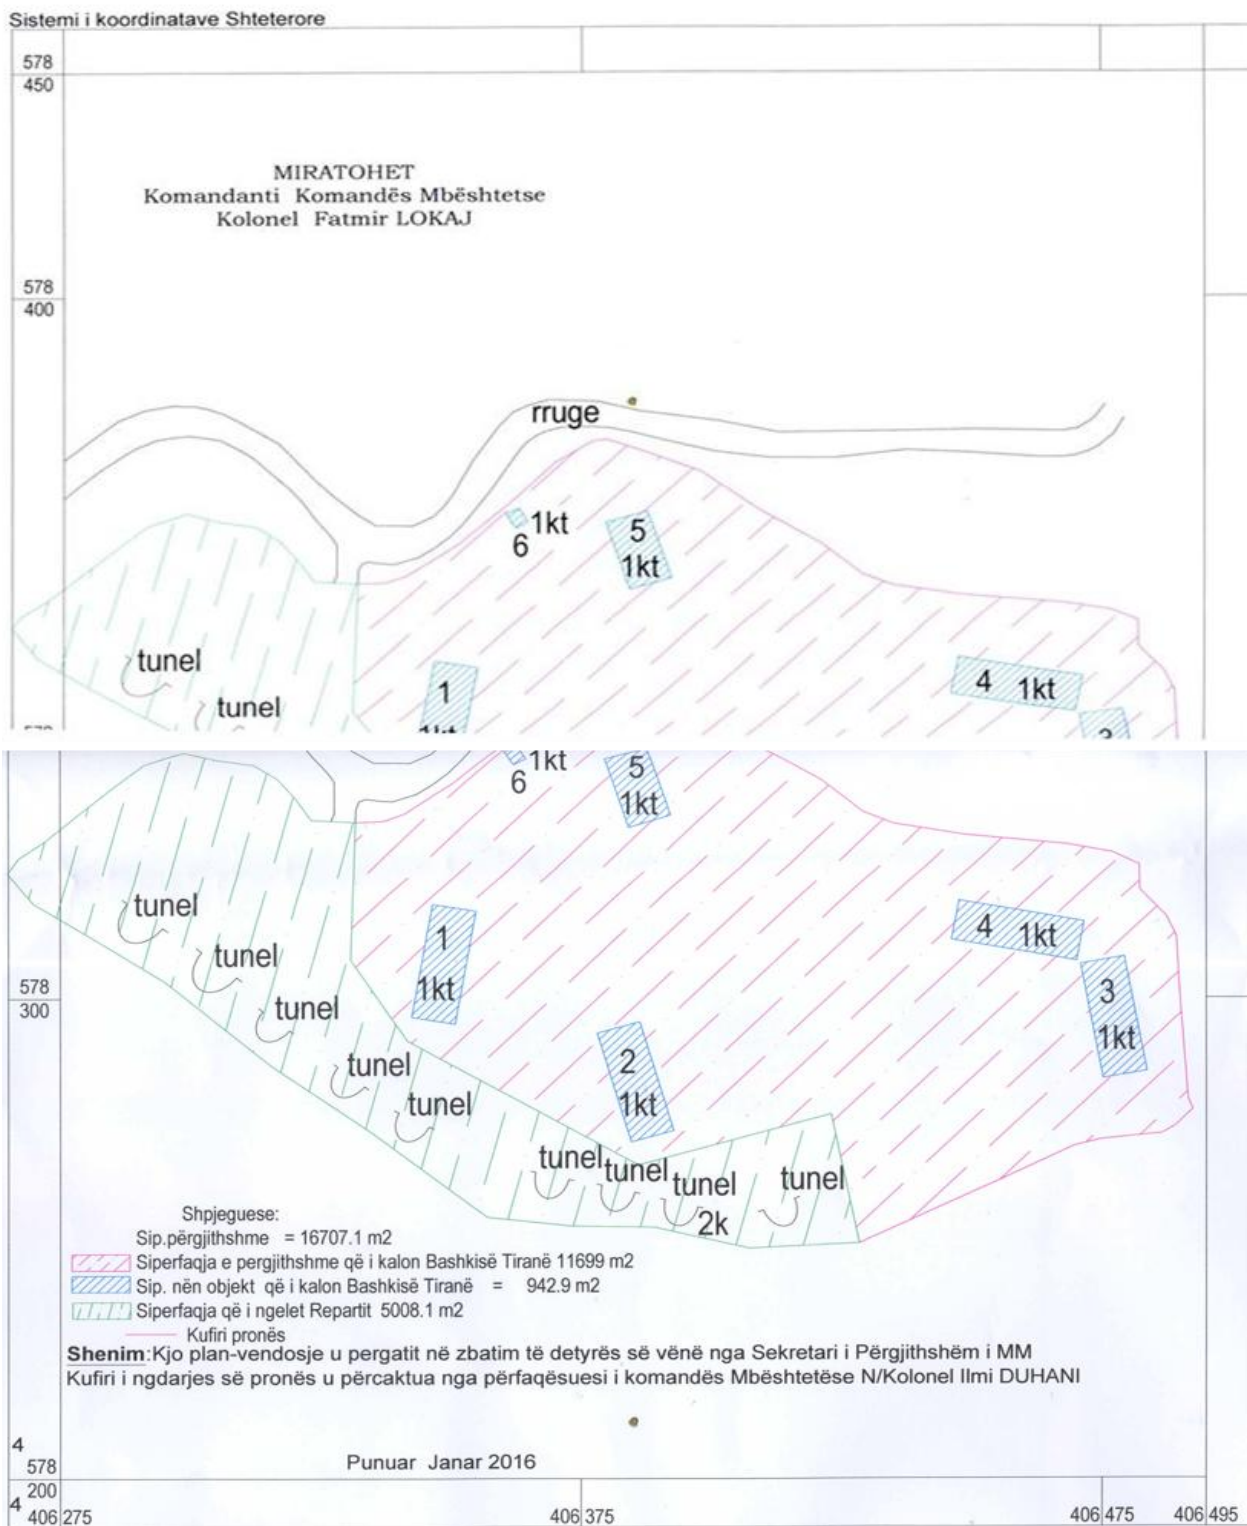 Sistemi i koordinatave Shteterore
578
450
MIRATOHET
Komandanti Komandës Mbështetse
Kolonel Fatmir LOKAJ
578
400
rruge
1kt
6
5
1kt
tunel
tunel
1
1kt
4 1kt
3
578
1kt
6
5
1kt
tunel
tunel
tunel
tunel
tunel
tunel
tunel
tunel
2k
tunel
1
1kt
2
1kt
4 1kt
3
1kt
578
300
Shpjeguese:
Sip.përgjithshme = 16707.1 m2
Siperfaqja e pergjithshme që i kalon Bashkisë Tiranë 11699 m2
Sip. nën objekt që i kalon Bashkisë Tiranë = 942.9 m2
Siperfaqja që i ngelet Repartit 5008.1 m2
Kufiri pronës
Shenim:Kjo plan-vendosje u pergatit në zbatim të detyrës së vënë nga Sekretari i Përgjithshëm i MM
Kufiri i ngdarjes së pronës u përcaktua nga përfaqësuesi i komandës Mbështetëse N/Kolonel Ilmi DUHANI
Punuar Janar 2016
4
578
200
4
406 275
406 375
406 475
406 495